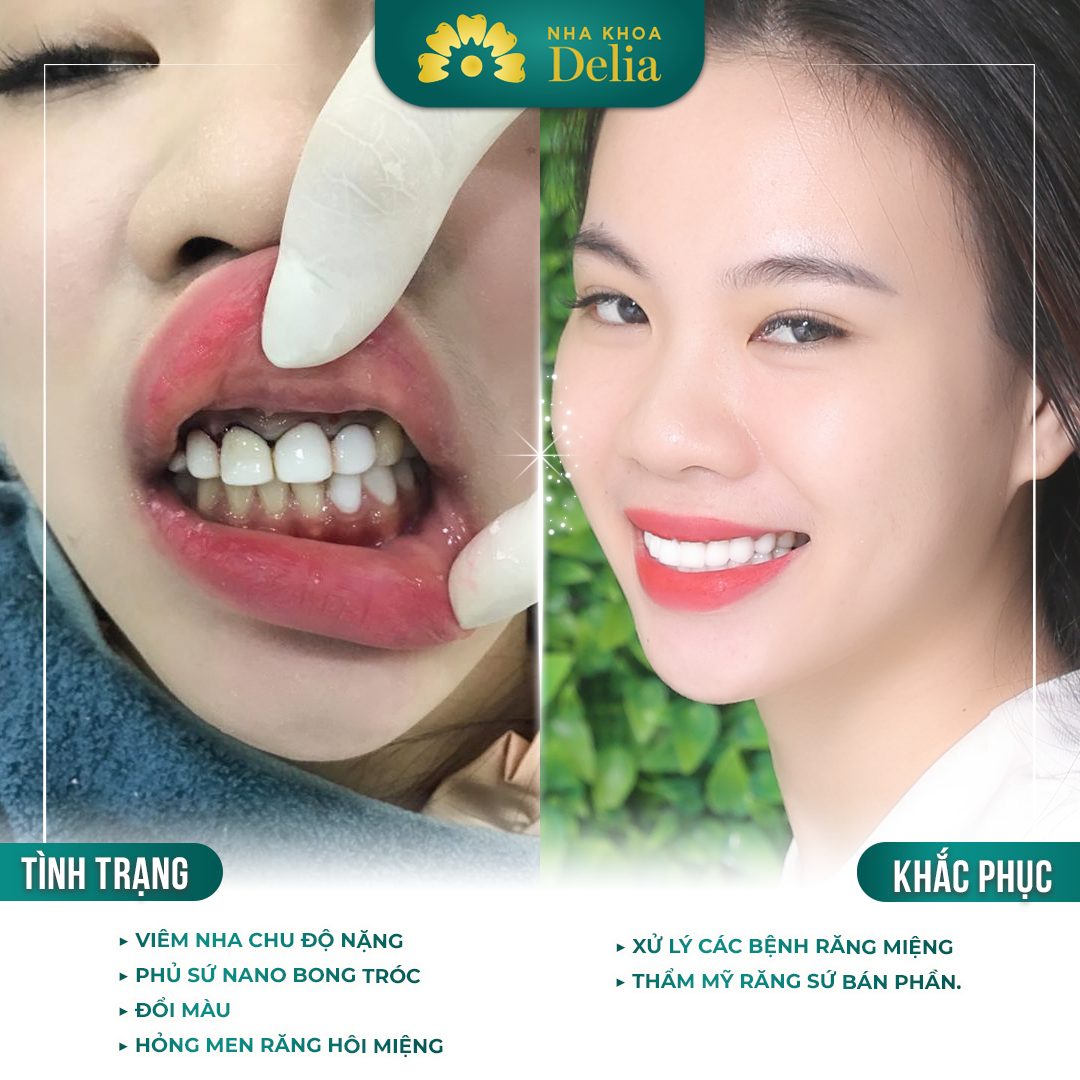 NHA KHOA
Delia
TÌNH TRẠNG
▸ VIÊM NHA CHU ĐỘ NẶNG
▸ PHỦ SỨ NANO BONG TRÓC
▸ ĐỔI MÀU
▸ HỎNG MEN RĂNG HÔI MIỆNG
KHẮC PHỤC
▸ XỬ LÝ CÁC BỆNH RĂNG MIỆNG
▸ THẨM MỸ RĂNG SỨ BÁN PHẦN.